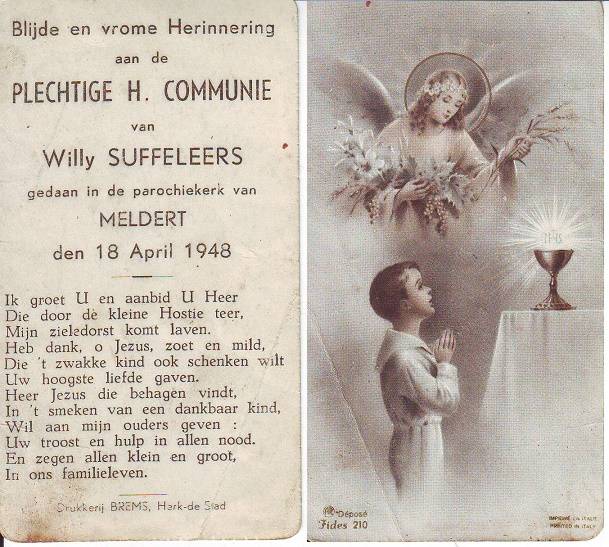 Blijde en vrome Herinnering
aan de
PLECHTIGE H. COMMUNIE
van
Willy SUFFELEERS
gedaan in de parochiekerk van
MELDERT
den 18 April 1948
Ik groet U en aanbid U Heer
Die door de kleine Hostie teer,
Mijn zieledorst komt laven.
Heb dank, o Jezus, zoet en mild,
Die 't zwakke kind ook schenken wilt
Uw hoogste liefde gaven.
Heer Jezus die behagen vindt,
In 't smeken van een dankbaar kind,
Wil aan mijn ouders geven :
Uw troost en hulp in allen nood.
En zegen allen klein en groot,
In ons familieleven.
Drukkerij BREMS, Herk-de Stad
IHS
Déposé
Fides 210
IMPRIMÉ EN ITALIE
PRINTED IN ITALY